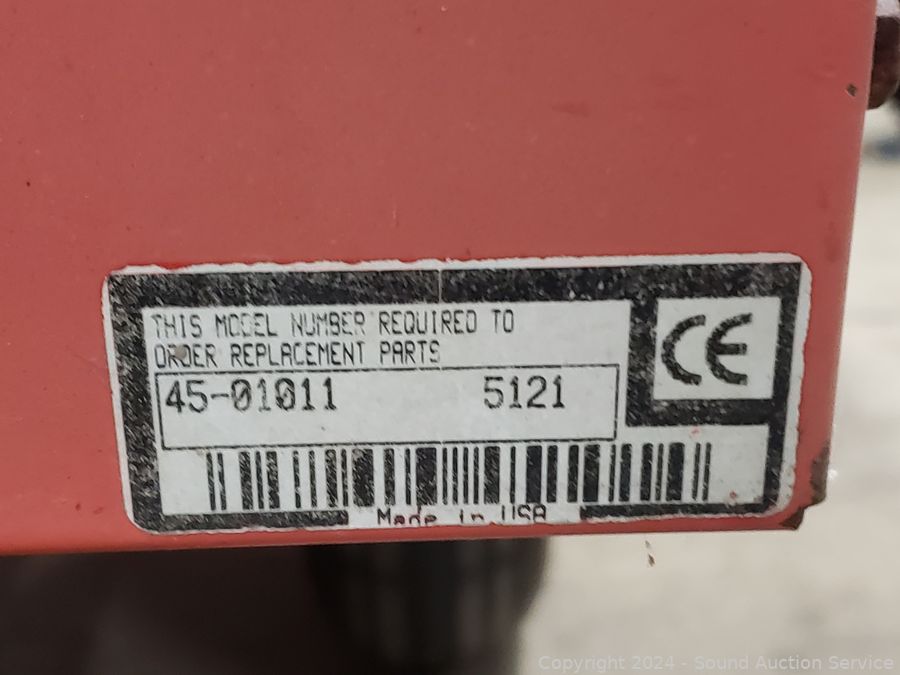 THIS MODEL NUMBER REQUIRED TO
ORDER REPLACEMENT PARTS
45-01011 5121
CE
Made in USA
Copyright 2024 - Sound Auction Service